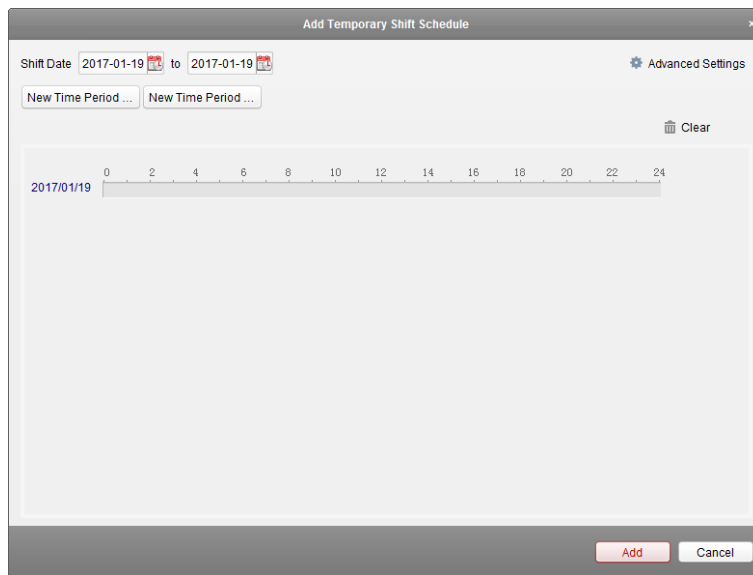 Add Temporary Shift Schedule ×
Shift Date 2017-01-19 to 2017-01-19 Advanced Settings
New Time Period ... New Time Period ...
Clear
0 2 4 6 8 10 12 14 16 18 20 22 24
2017/01/19
Add Cancel